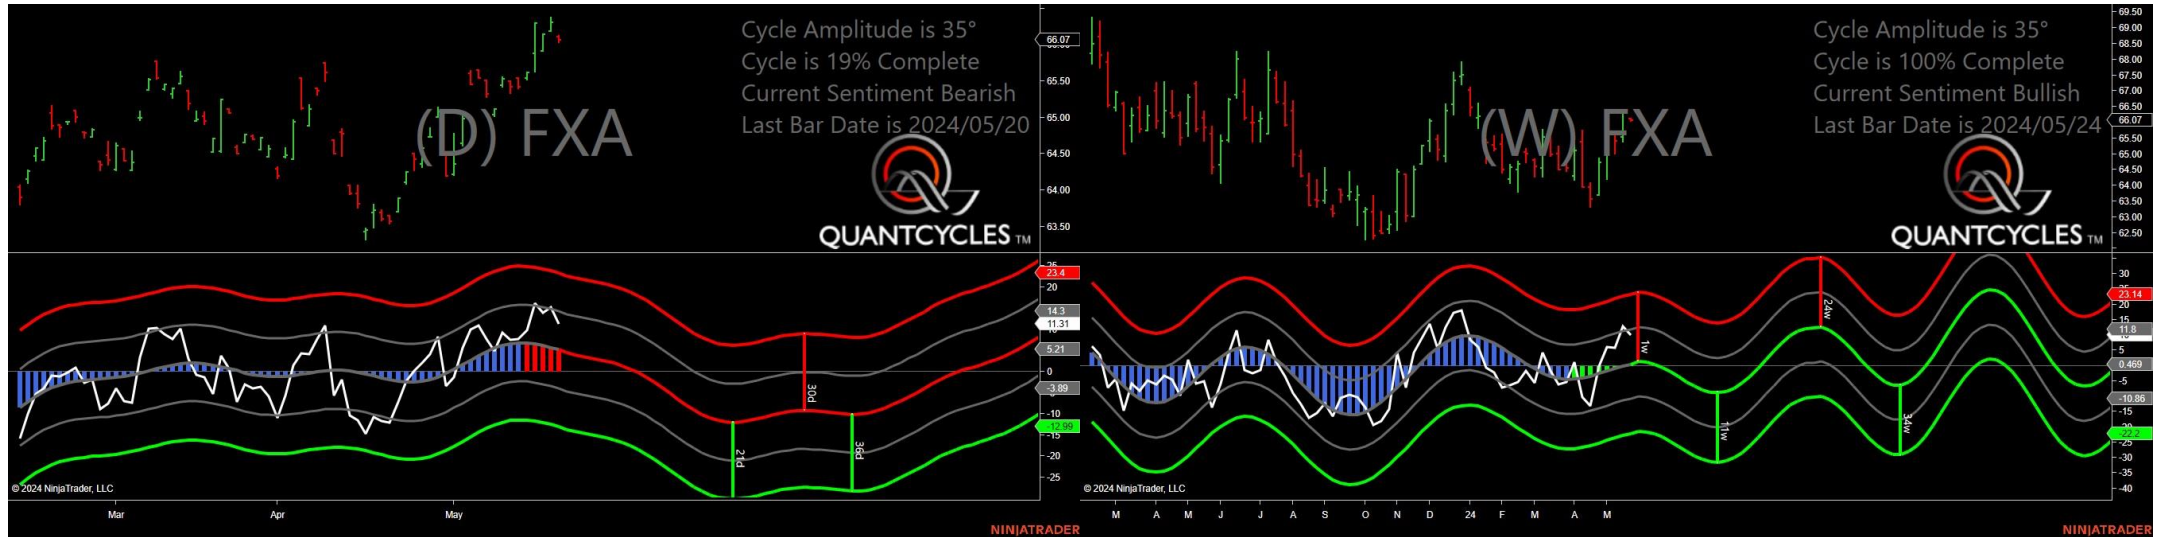 Cycle Amplitude is 35°
Cycle is 19% Complete
Current Sentiment Bearish
Last Bar Date is 2024/05/20
(D) FXA
QUANTCYCLES TM
66.07
65.50
65.00
64.50
64.00
63.50
25
23.4
20
14.3
11.31
5.21
0
-3.89
-10
-12.99
-15
-20
-25
30d
21d
36d
© 2024 NinjaTrader, LLC
Mar
Apr
May
NINJATRADER
Cycle Amplitude is 35°
Cycle is 100% Complete
Current Sentiment Bullish
Last Bar Date is 2024/05/24
(W) FXA
QUANTCYCLES TM
69.50
69.00
68.50
68.00
67.50
67.00
66.50
66.07
65.50
65.00
64.50
64.00
63.50
63.00
62.50
30
23.14
20
15
11.8
5
0.469
-5
-10.86
-15
-22.2
-25
-30
-35
-40
1w
24w
11w
34w
© 2024 NinjaTrader, LLC
M A M J J A S O N D 24 F M A M
NINJATRADER